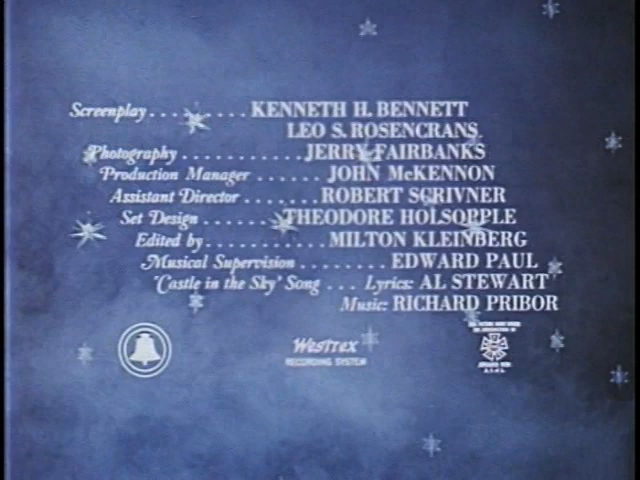 Screenplay......... KENNETH H. BENNETT
LEO S. ROSENCRANS
Photography............ JERRY FAIRBANKS
Production Manager ...... JOHN McKENNON
Assistant Director......... ROBERT SCRIVNER
Set Design....... THEODORE HOLSOPPLE
Edited by............ MILTON KLEINBERG
Musical Supervision........ EDWARD PAUL
"Castle in the Sky" Song ... Lyrics: AL STEWART
Music: RICHARD PRIBOR
Westrex
RECORDING SYSTEM